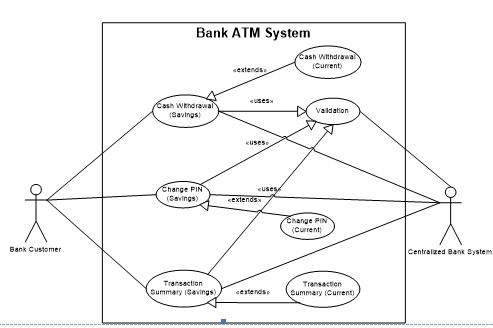 Bank ATM System
Cash Withdrawal
(Current)
«extends»
Cash Withdrawal
(Savings)
«uses»
Validation
«uses»
Change PIN
(Savings)
«uses»
«extends»
Change PIN
(Current)
Bank Customer
Centralized Bank System
Transaction
Summary (Savings)
«extends»
Transaction
Summary (Current)